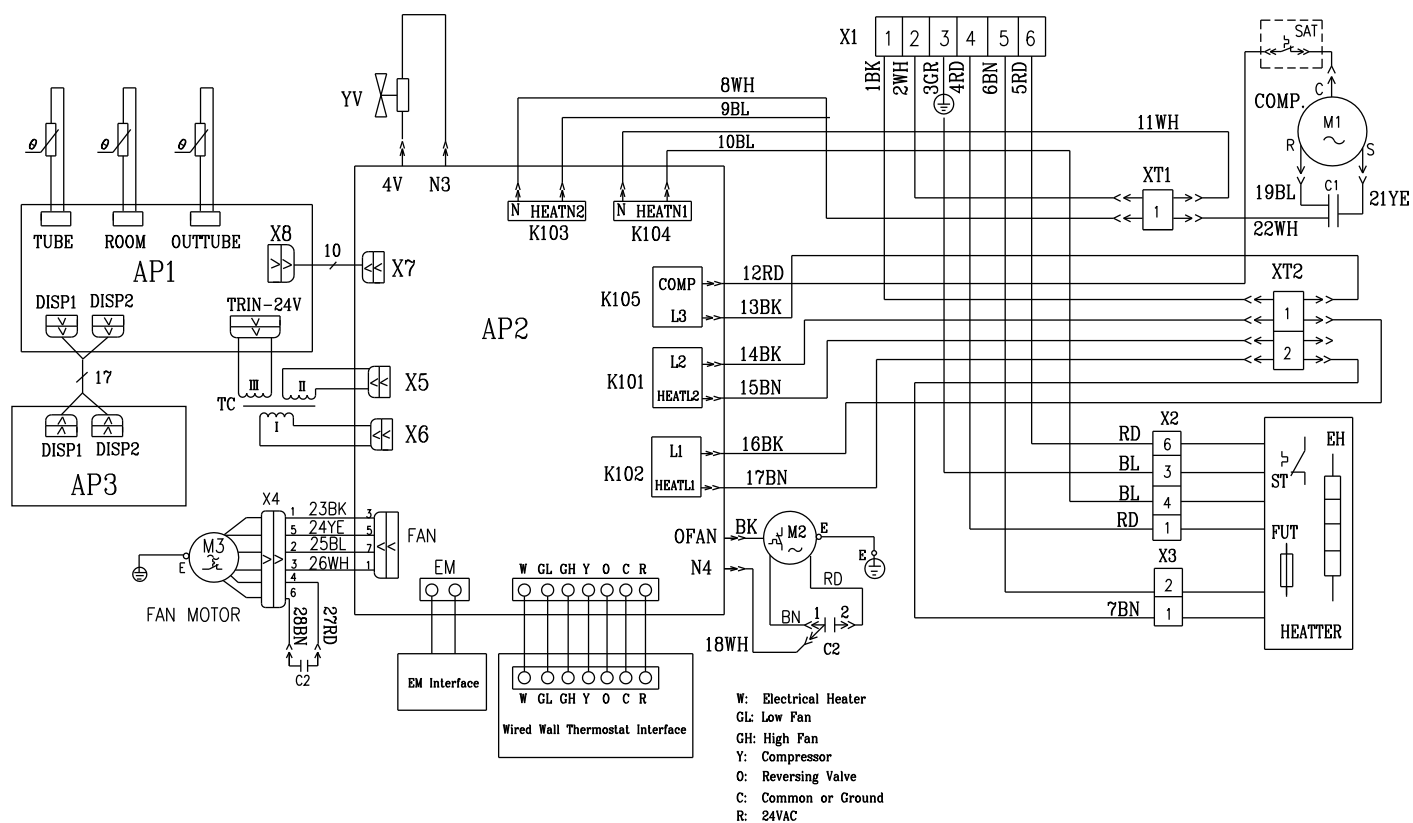 X1 1 2 3 4 5 6
SAT
1BK 2WH 3GR 4RD 6BN 5RD
YV
8WH
9BL
COMP.
C
M1
R S
11WH
10BL
θ θ θ
4V N3
XT1
1
19BL C1 21YE
22WH
N HEATN2
K103
N HEATN1
K104
TUBE ROOM OUTTUBE
X8
10
X7
AP1
DISP1 DISP2
TRIN-24V
K105
COMP
L3
12RD
13BK
XT2
1
2
AP2
K101
L2
HEATL2
14BK
15BN
17
TC
III II
I
X5
X6
K102
L1
HEATL1
16BK
17BN
DISP1 DISP2
AP3
X2
RD 6
BL 3
BL 4
RD 1
EH
ST
FUT
X3
2
7BN 1
HEATTER
X4
1 23BK 3
5 24YE 5
2 25BL 7
3 26WH 1
4
6
FAN
M3
E
FAN MOTOR
28BN 27RD
C2
OFAN BK M2 E
E
N4
RD
BN 1 2
18WH
C2
EM
W GL GH Y O C R
EM Interface
W GL GH Y O C R
Wired Wall Thermostat Interface
W: Electrical Heater
GL: Low Fan
GH: High Fan
Y: Compressor
O: Reversing Valve
C: Common or Ground
R: 24VAC